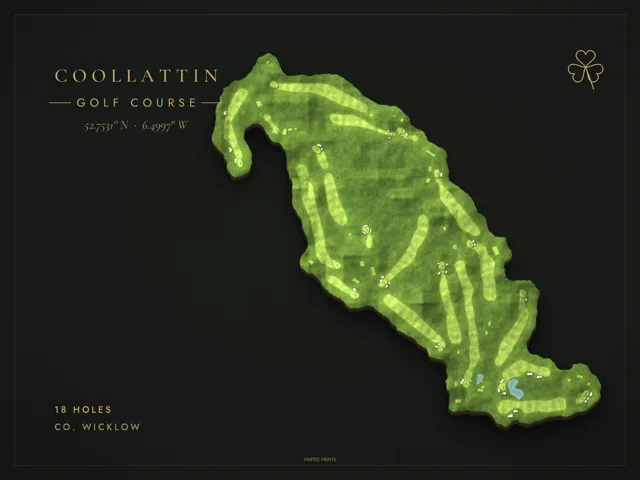 COOLLATTIN
GOLF COURSE
52.7531° N · 6.4997° W
18 HOLES
CO. WICKLOW
PARTEE PRINTS